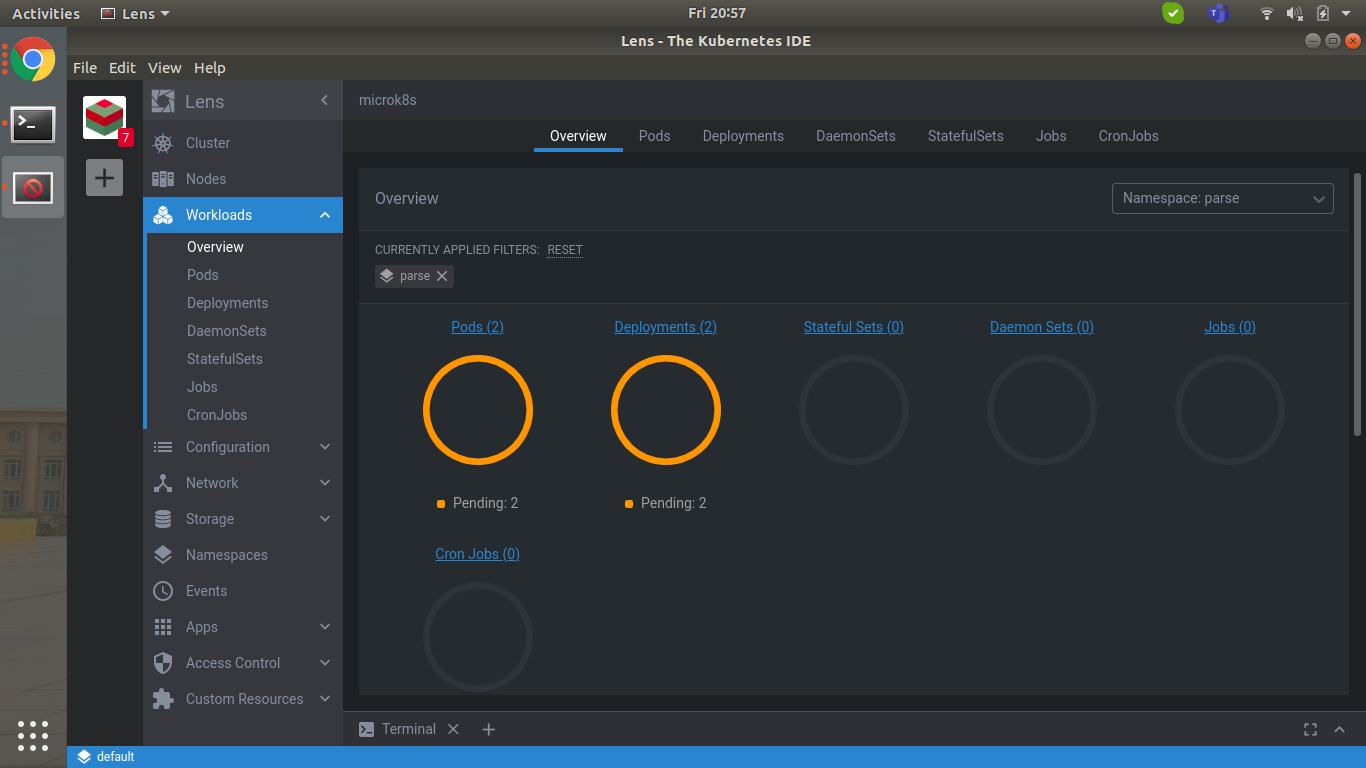 Activities Lens Fri 20:57
Lens - The Kubernetes IDE
File Edit View Help
7
Lens
Cluster
Nodes
Workloads
Overview
Pods
Deployments
DaemonSets
StatefulSets
Jobs
CronJobs
Configuration
Network
Storage
Namespaces
Events
Apps
Access Control
Custom Resources
microk8s
Overview Pods Deployments DaemonSets StatefulSets Jobs CronJobs
Overview Namespace: parse
CURRENTLY APPLIED FILTERS: RESET
parse
Pods (2) Deployments (2) Stateful Sets (0) Daemon Sets (0) Jobs (0)
Pending: 2 Pending: 2
Cron Jobs (0)
Terminal
default